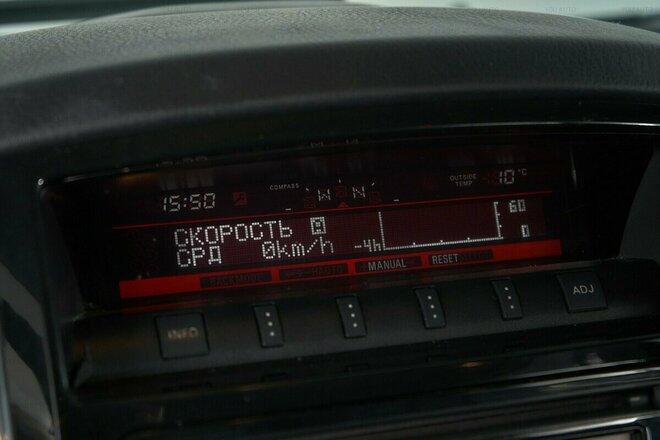 COMPASS
OUTSIDE
TEMP
15:50
-10 °C
СКОРОСТЬ
60
СРД 0km/h -4h 0
MANUAL RESET
INFO
ADJ